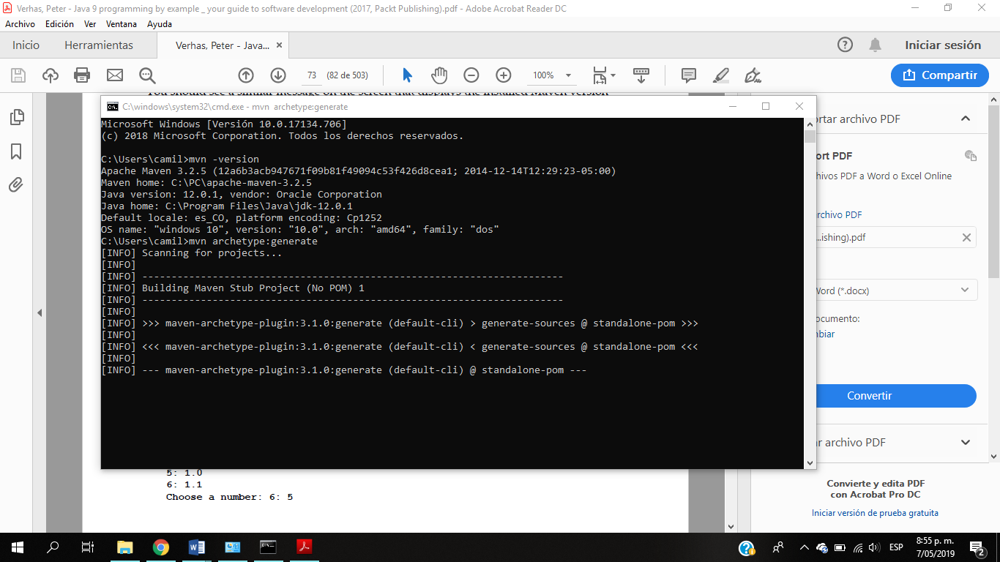 Verhas, Peter - Java 9 programming by example _ your guide to software development (2017, Packt Publishing).pdf - Adobe Acrobat Reader DC
Archivo Edición Ver Ventana Ayuda
Inicio Herramientas Verhas, Peter - Java... × Iniciar sesión
73 (82 de 503) 100% Compartir
You should see a similar message on the screen that displays the installed Maven version
C:\windows\system32\cmd.exe - mvn archetype:generate
Microsoft Windows [Versión 10.0.17134.706]
(c) 2018 Microsoft Corporation. Todos los derechos reservados.
C:\Users\camil>mvn -version
Apache Maven 3.2.5 (12a6b3acb947671f09b81f49094c53f426d8cea1; 2014-12-14T12:29:23-05:00)
Maven home: C:\PC\apache-maven-3.2.5
Java version: 12.0.1, vendor: Oracle Corporation
Java home: C:\Program Files\Java\jdk-12.0.1
Default locale: es_CO, platform encoding: Cp1252
OS name: "windows 10", version: "10.0", arch: "amd64", family: "dos"
C:\Users\camil>mvn archetype:generate
[INFO] Scanning for projects...
[INFO]
[INFO] ------------------------------------------------------------------------
[INFO] Building Maven Stub Project (No POM) 1
[INFO] ------------------------------------------------------------------------
[INFO]
[INFO] >>> maven-archetype-plugin:3.1.0:generate (default-cli) > generate-sources @ standalone-pom >>>
[INFO]
[INFO] <<< maven-archetype-plugin:3.1.0:generate (default-cli) < generate-sources @ standalone-pom <<<
[INFO]
[INFO] --- maven-archetype-plugin:3.1.0:generate (default-cli) @ standalone-pom ---
5: 1.0
6: 1.1
Choose a number: 6: 5
ortar archivo PDF
ort PDF
hivos PDF a Word o Excel Online
rchivo PDF
...ishing).pdf
Word (*.docx)
ocumento:
nbiar
Convertir
ar archivo PDF
Convierte y edita PDF
con Acrobat Pro DC
Iniciar versión de prueba gratuita
ESP
8:55 p. m.
7/05/2019
2